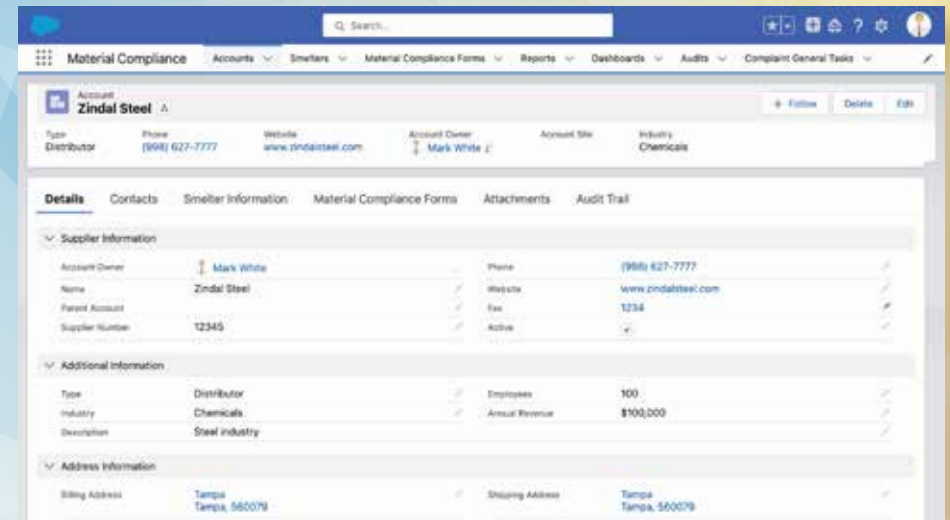 Search...
Material Compliance Accounts Smelters Material Compliance Forms Reports Dashboards Audits Complaint General Tasks
Account
Zindal Steel
+ Follow Delete Edit
Type Phone Website Account Owner Account Site Industry
Distributor (998) 627-7777 www.zindalsteel.com Mark White Chemicals
Details Contacts Smelter Information Material Compliance Forms Attachments Audit Trail
Supplier Information
Account Owner Mark White Phone (998) 627-7777
Name Zindal Steel Website www.zindalsteel.com
Parent Account Fax 1234
Supplier Number 12345 Active
Additional Information
Type Distributor Employees 100
Industry Chemicals Annual Revenue $100,000
Description Steel industry
Address Information
Billing Address Tampa Shipping Address Tampa
Tampa, 560079 Tampa, 560079